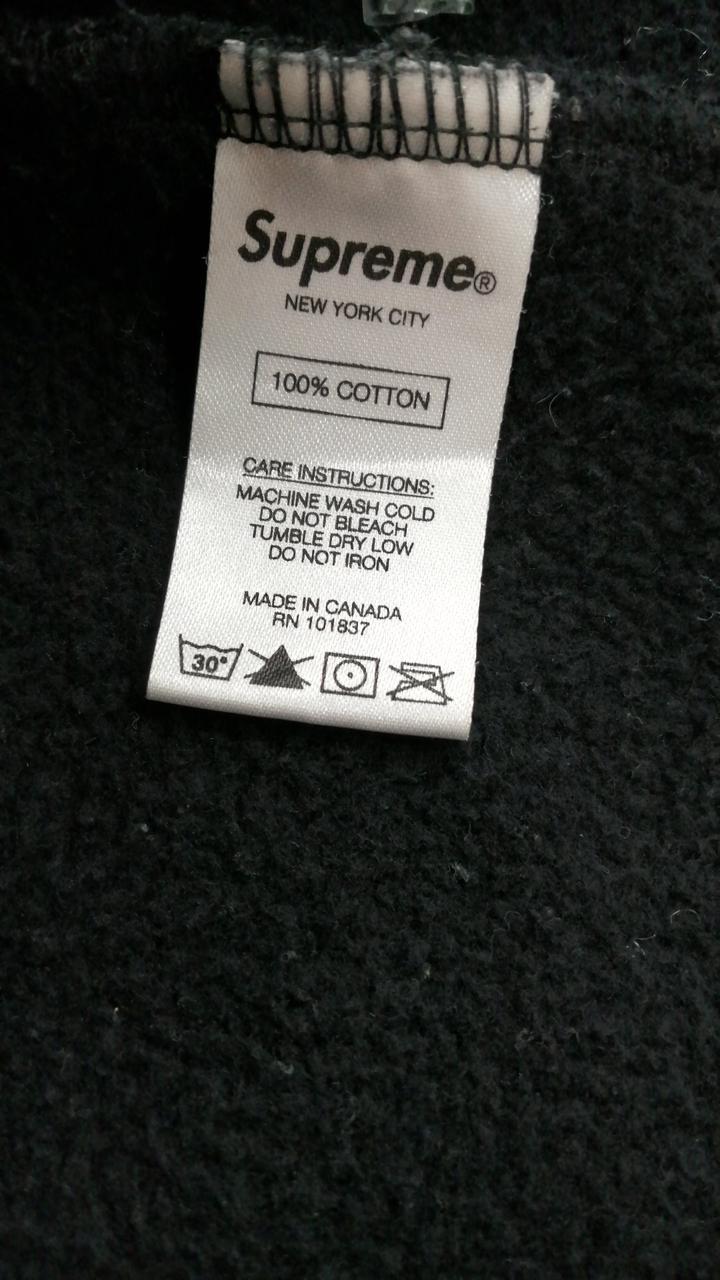 Supreme®
NEW YORK CITY
100% COTTON
CARE INSTRUCTIONS:
MACHINE WASH COLD
DO NOT BLEACH
TUMBLE DRY LOW
DO NOT IRON
MADE IN CANADA
RN 101837
30°